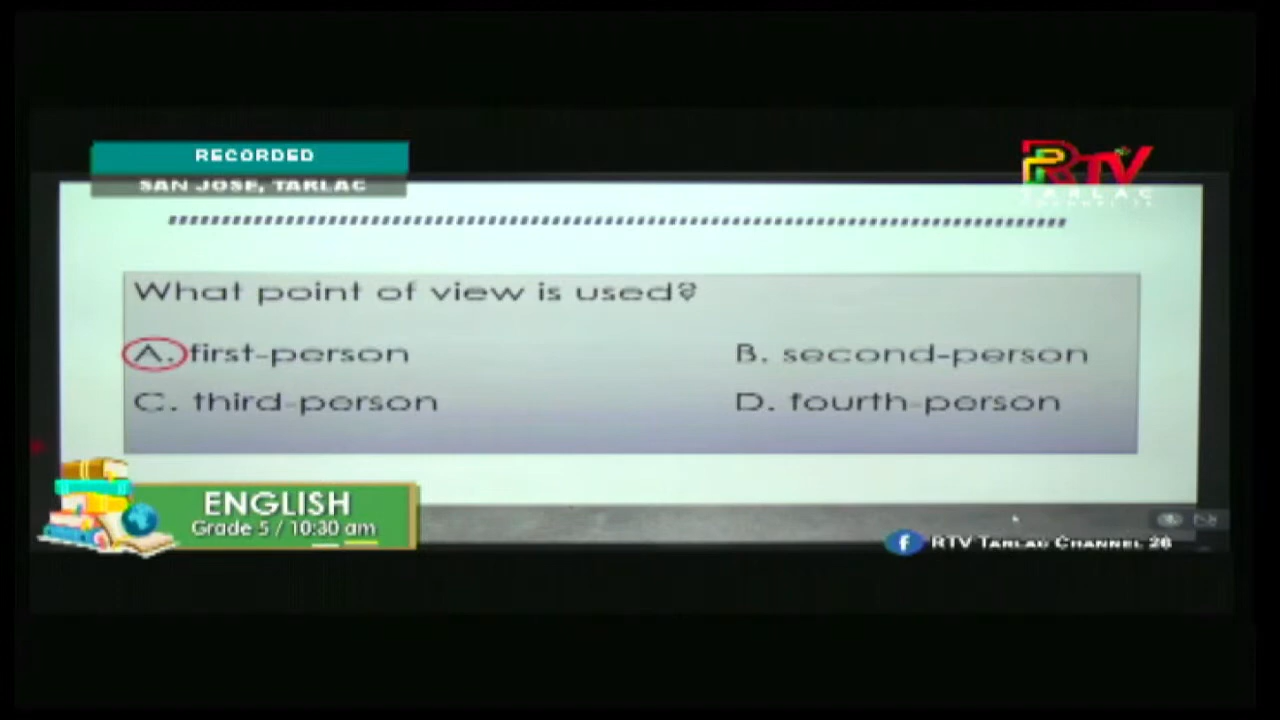 RECORDED
SAN JOSE, TARLAC
RTV
TARLAC
What point of view is used?
A. first-person
B. second-person
C. third-person
D. fourth-person
ENGLISH
Grade 5 / 10:30 am
f RTV TARLAC CHANNEL 26